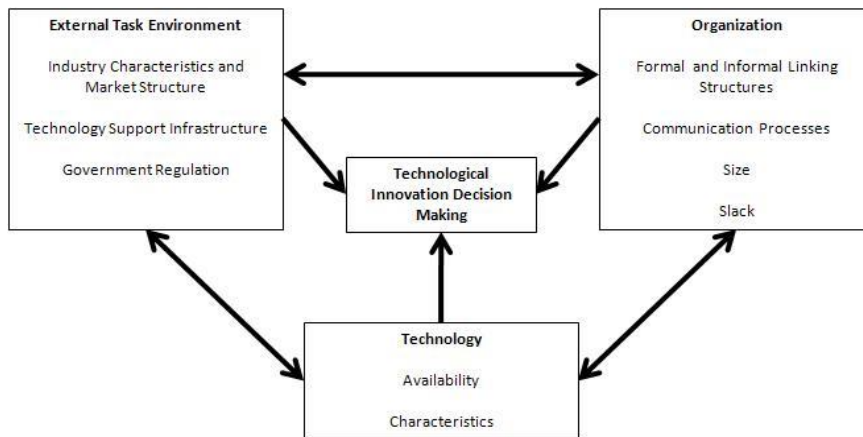 External Task Environment
Industry Characteristics and
Market Structure
Technology Support Infrastructure
Government Regulation
Organization
Formal and Informal Linking
Structures
Communication Processes
Size
Slack
Technological
Innovation Decision
Making
Technology
Availability
Characteristics